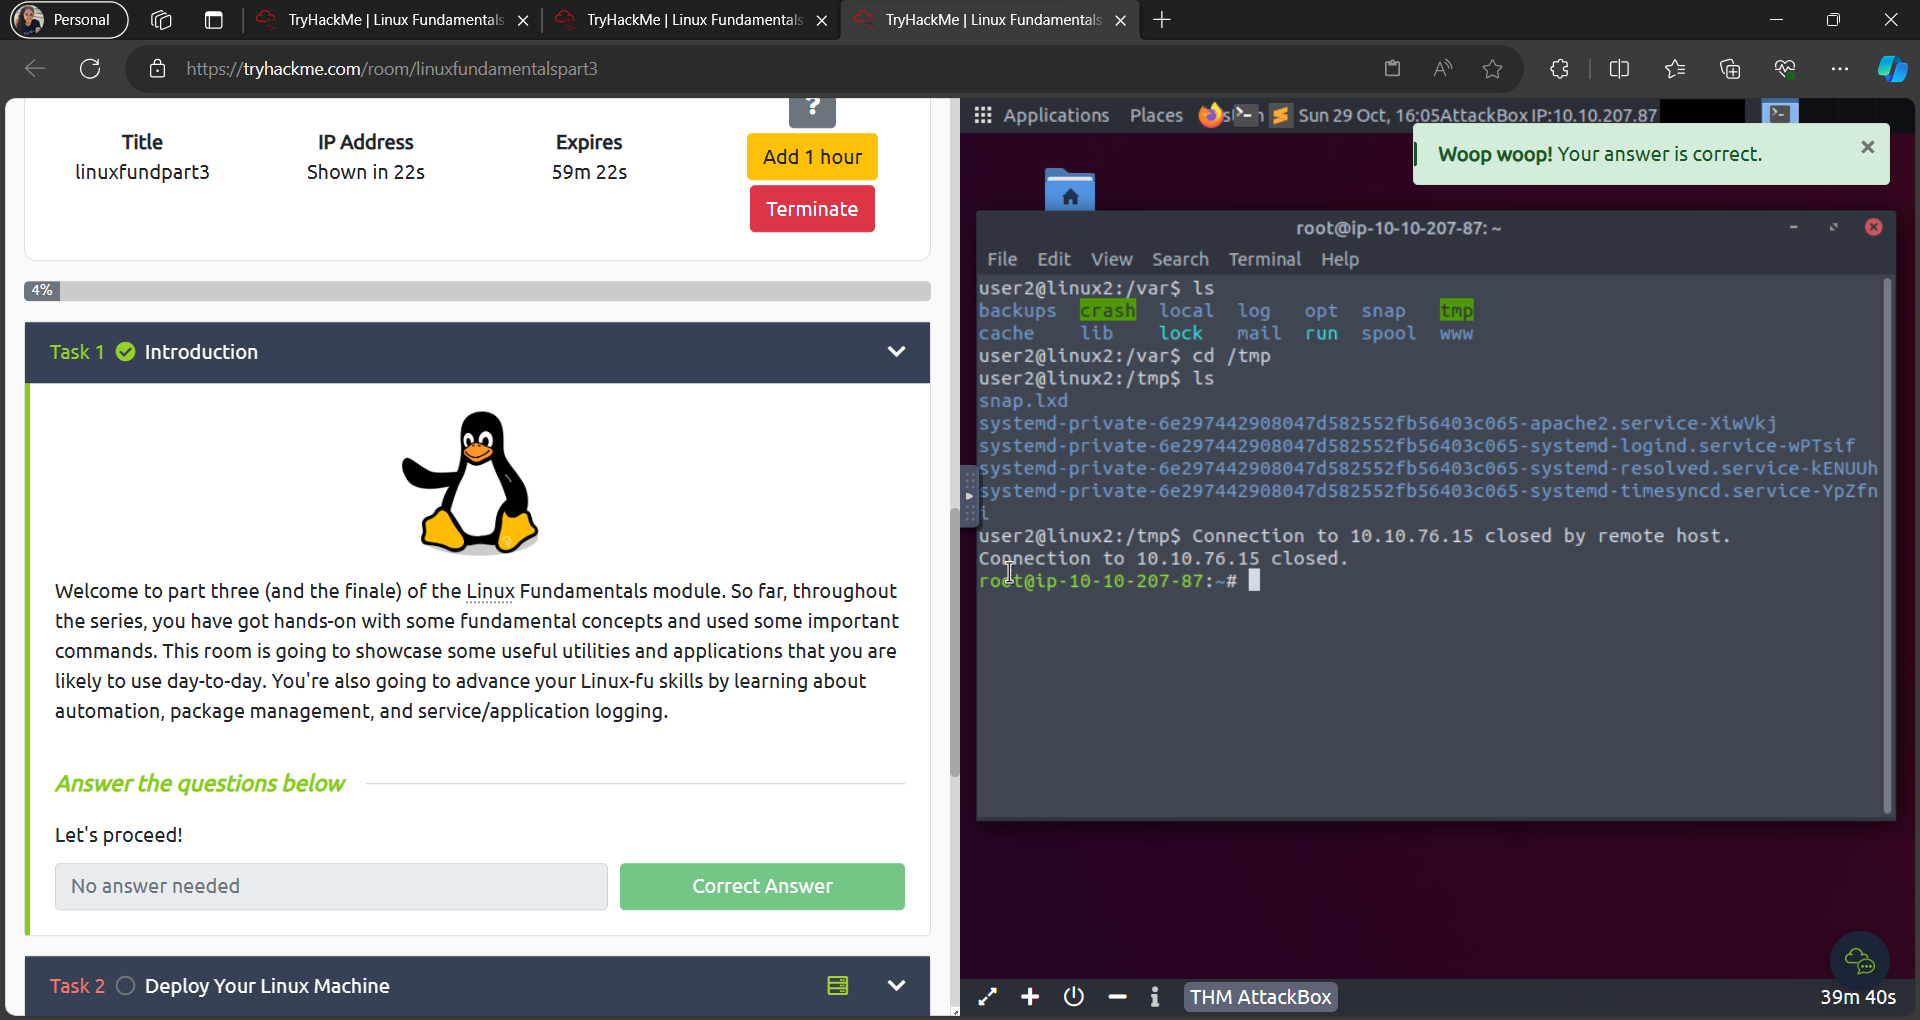 Personal
TryHackMe | Linux Fundamentals
TryHackMe | Linux Fundamentals
TryHackMe | Linux Fundamentals
https://tryhackme.com/room/linuxfundamentalspart3
?
Title
IP Address
Expires
linuxfundpart3
Shown in 22s
59m 22s
Add 1 hour
Terminate
4%
Task 1
Introduction
Welcome to part three (and the finale) of the Linux Fundamentals module. So far, throughout
the series, you have got hands-on with some fundamental concepts and used some important
commands. This room is going to showcase some useful utilities and applications that you are
likely to use day-to-day. You're also going to advance your Linux-fu skills by learning about
automation, package management, and service/application logging.
Answer the questions below
Let's proceed!
No answer needed
Correct Answer
Task 2
Deploy Your Linux Machine
Applications
Places
Sun 29 Oct, 16:05
AttackBox IP:10.10.207.87
Woop woop! Your answer is correct.
root@ip-10-10-207-87: ~
File Edit View Search Terminal Help
user2@linux2:/var$ ls
backups crash local log opt snap tmp
cache lib lock mail run spool www
user2@linux2:/var$ cd /tmp
user2@linux2:/tmp$ ls
snap.lxd
systemd-private-6e297442908047d582552fb56403c065-apache2.service-XiwVkj
systemd-private-6e297442908047d582552fb56403c065-systemd-logind.service-wPTsif
systemd-private-6e297442908047d582552fb56403c065-systemd-resolved.service-kENUUh
systemd-private-6e297442908047d582552fb56403c065-systemd-timesyncd.service-YpZfn
i
user2@linux2:/tmp$ Connection to 10.10.76.15 closed by remote host.
Connection to 10.10.76.15 closed.
root@ip-10-10-207-87:~#
THM AttackBox
39m 40s